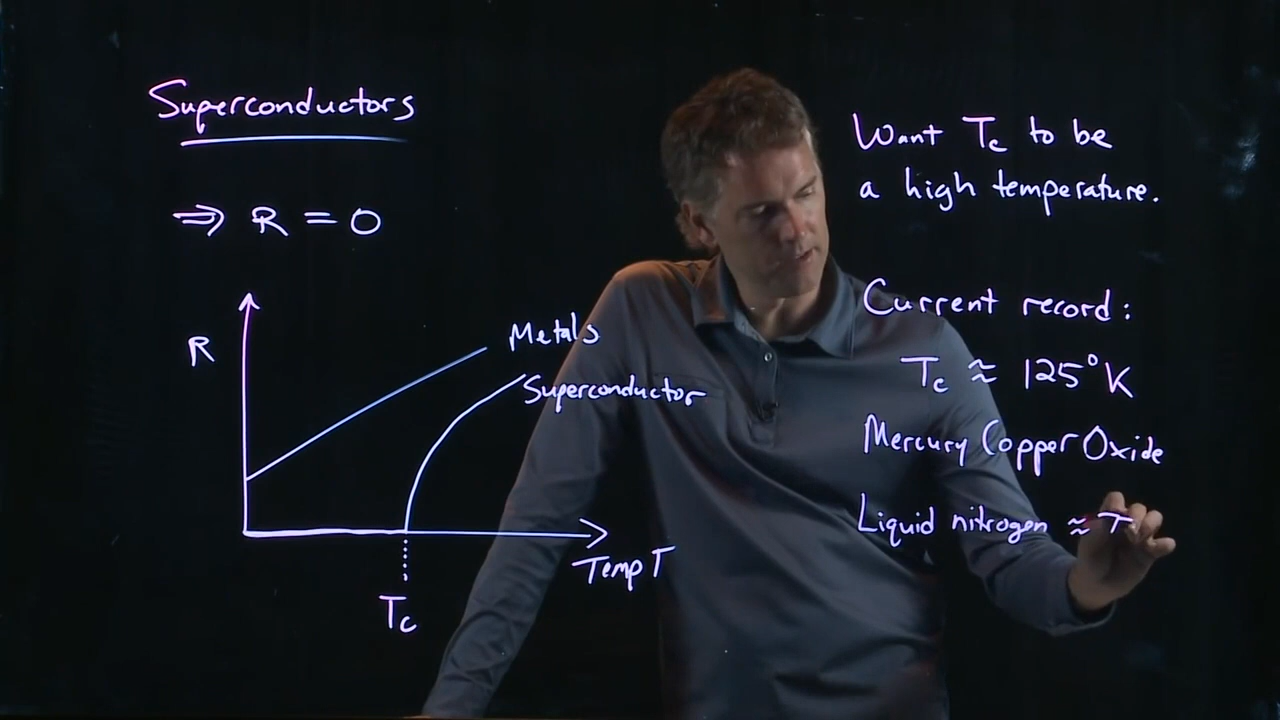 Superconductors
⇒ R = 0
R
Metals
Superconductor
Temp T
Tc
Want Tc to be
a high temperature.
Current record:
Tc ≈ 125°K
Mercury Copper Oxide
Liquid nitrogen ≈